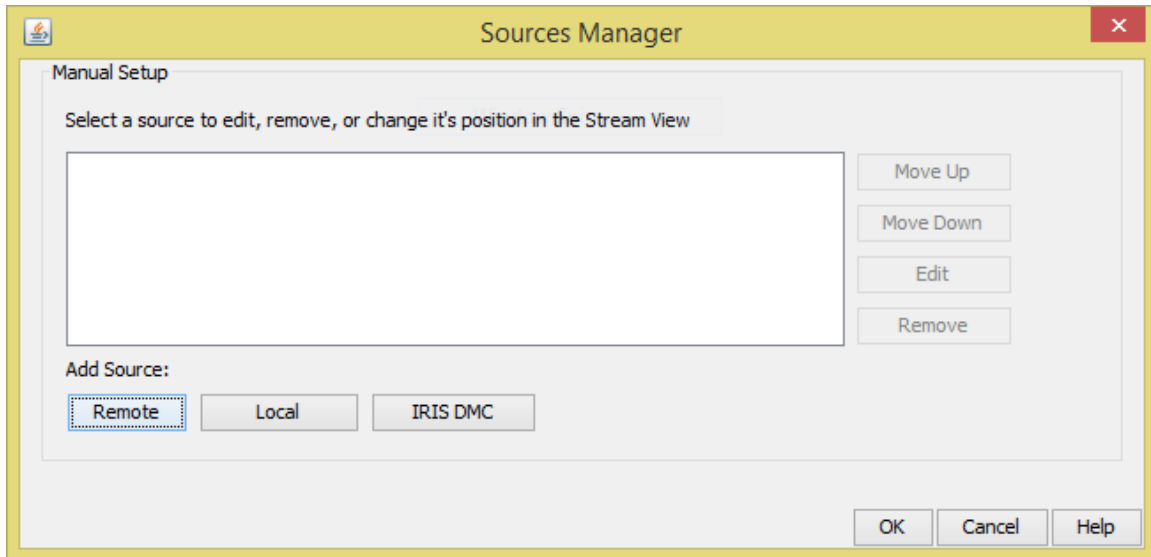 Sources Manager
Manual Setup
Select a source to edit, remove, or change it's position in the Stream View
Move Up
Move Down
Edit
Remove
Add Source:
Remote Local IRIS DMC
OK Cancel Help